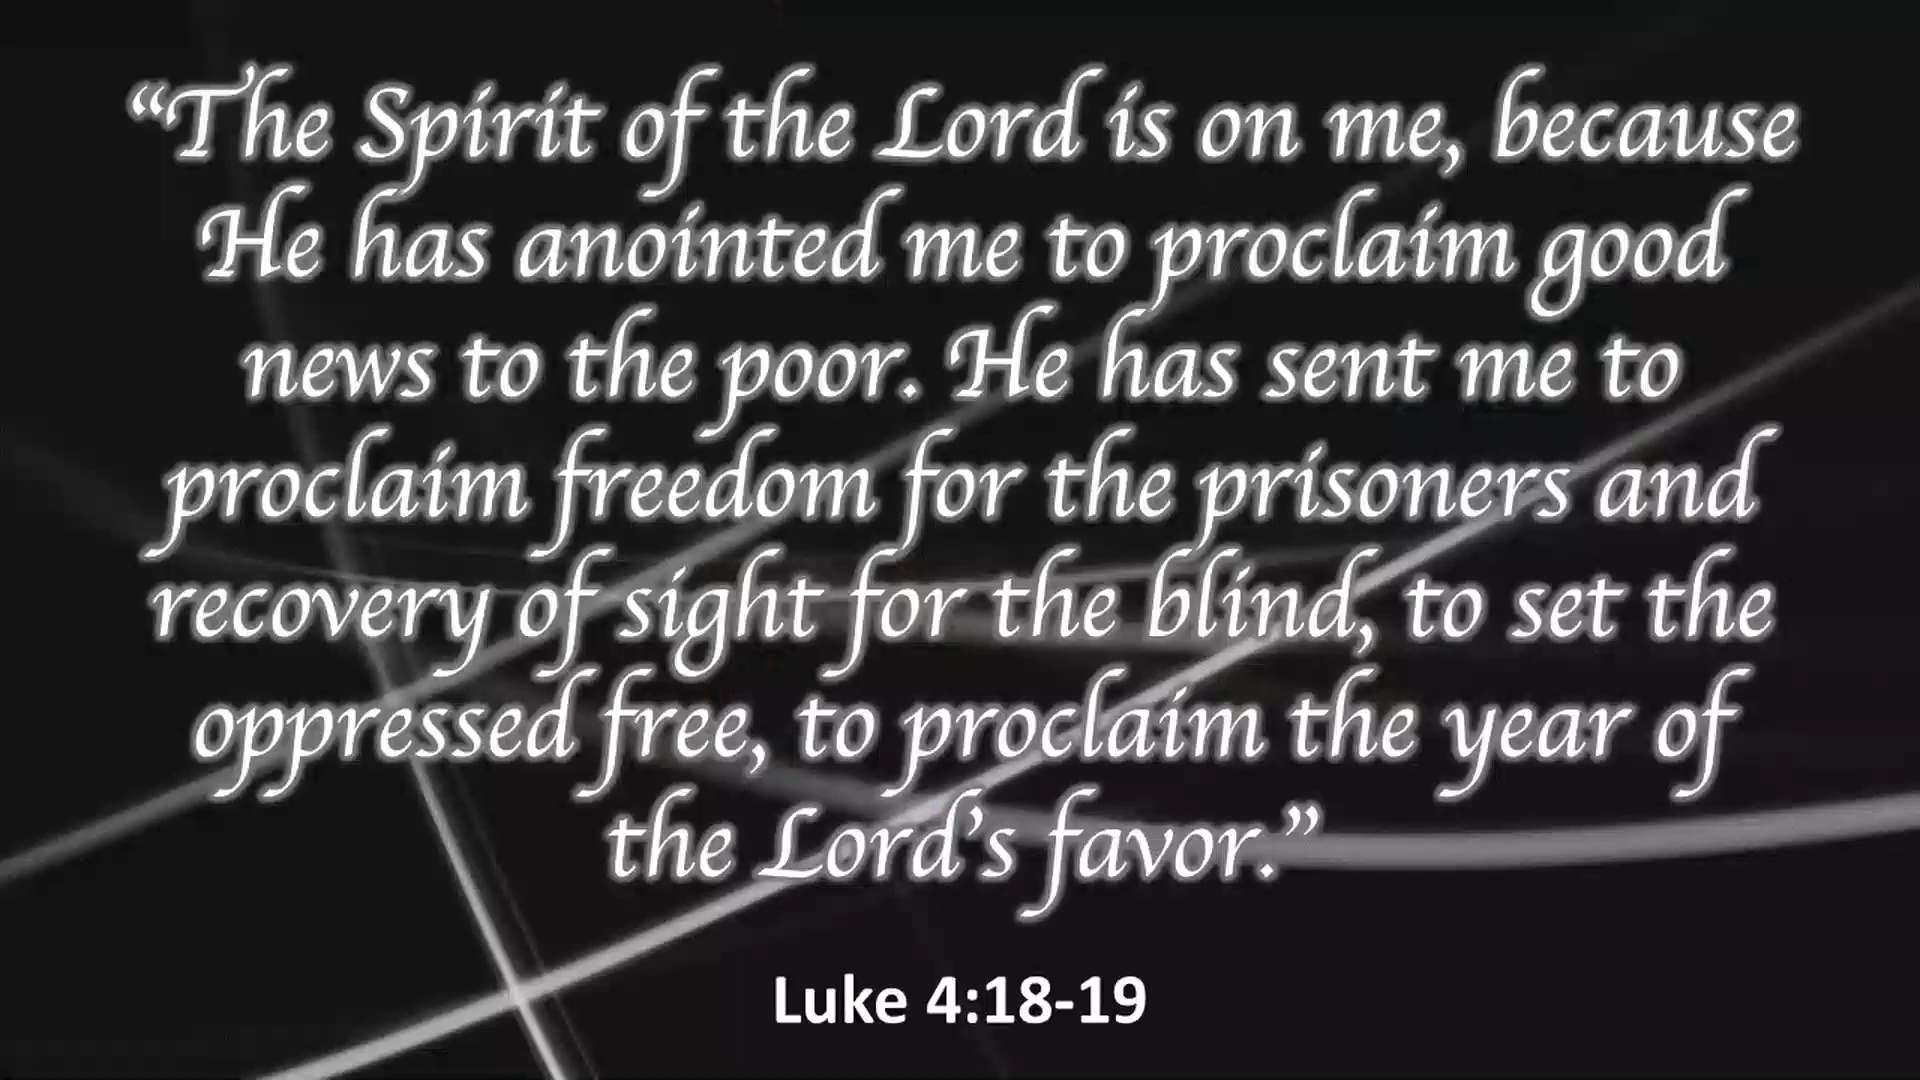 “The Spirit of the Lord is on me, because
He has anointed me to proclaim good
news to the poor. He has sent me to
proclaim freedom for the prisoners and
recovery of sight for the blind, to set the
oppressed free, to proclaim the year of
the Lord’s favor.”
Luke 4:18-19